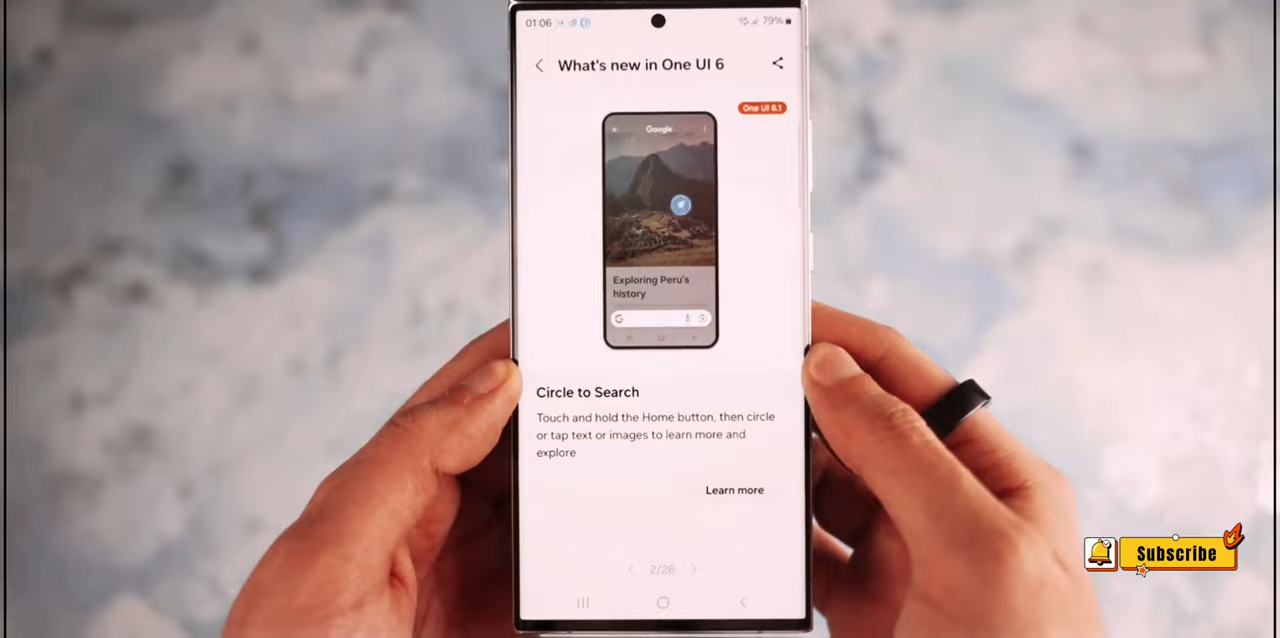 01:06
79%
What's new in One UI 6
One UI 6.1
Google
Exploring Peru's
history
Circle to Search
Touch and hold the Home button, then circle
or tap text or images to learn more and
explore
Learn more
2/26
Subscribe